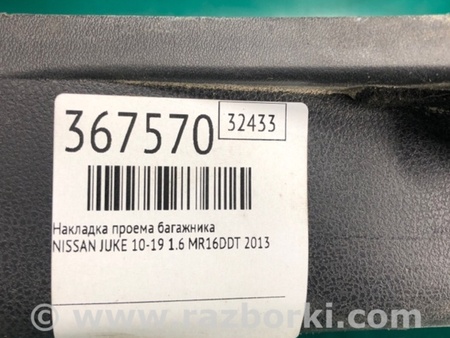 367570 32433
Накладка проема багажника
NISSAN JUKE 10-19 1.6 MR16DDT 2013
www.razborki.com